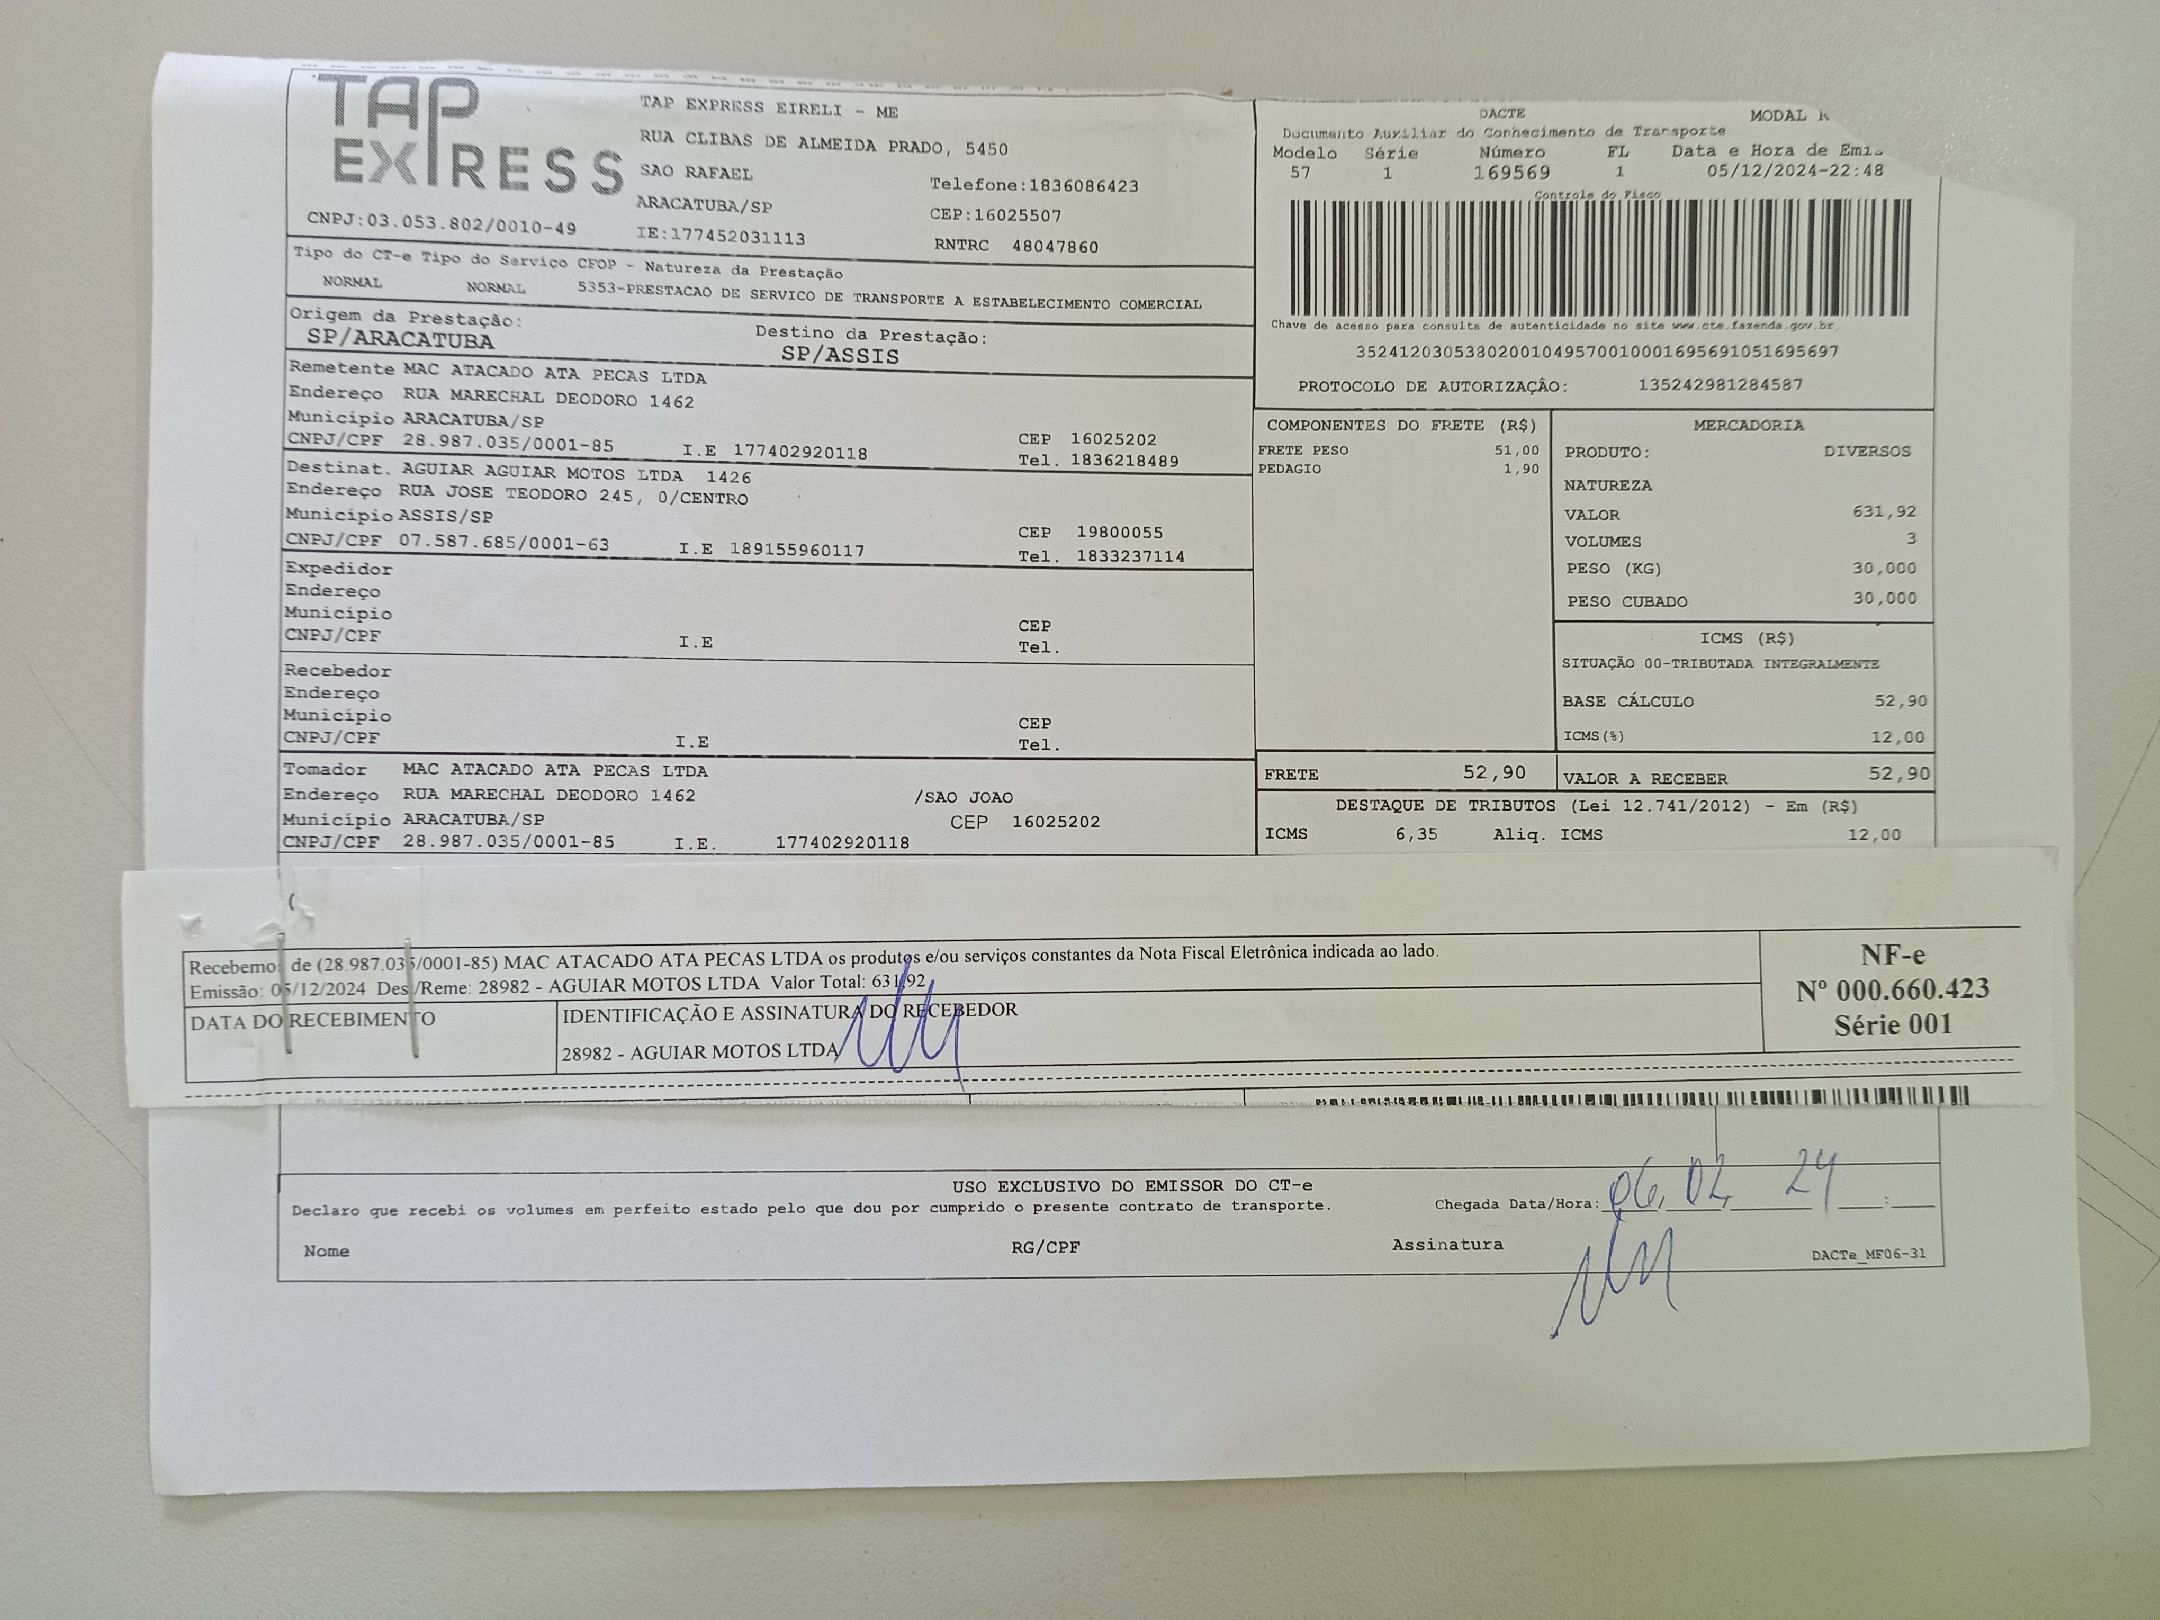 TAP EXPRESS
TAP EXPRESS EIRELI - ME
RUA CLIBAS DE ALMEIDA PRADO, 5450
SAO RAFAEL
Telefone:1836086423
ARACATUBA/SP
CEP:16025507
CNPJ:03.053.802/0010-49
IE:177452031113
RNTRC 48047860
Tipo do CT-e Tipo do Serviço CFOP - Natureza da Prestação
NORMAL NORMAL 5353-PRESTACAO DE SERVICO DE TRANSPORTE A ESTABELECIMENTO COMERCIAL
Origem da Prestação: Destino da Prestação:
SP/ARACATUBA SP/ASSIS
Remetente MAC ATACADO ATA PECAS LTDA
Endereço RUA MARECHAL DEODORO 1462
Município ARACATUBA/SP CEP 16025202
CNPJ/CPF 28.987.035/0001-85 I.E 177402920118 Tel. 1836218489
Destinat. AGUIAR AGUIAR MOTOS LTDA 1426
Endereço RUA JOSE TEODORO 245, 0/CENTRO
Município ASSIS/SP CEP 19800055
CNPJ/CPF 07.587.685/0001-63 I.E 189155960117 Tel. 1833237114
Expedidor
Endereço
Município CEP
CNPJ/CPF I.E Tel.
Recebedor
Endereço
Município CEP
CNPJ/CPF I.E Tel.
Tomador MAC ATACADO ATA PECAS LTDA
Endereço RUA MARECHAL DEODORO 1462 /SAO JOAO
Município ARACATUBA/SP CEP 16025202
CNPJ/CPF 28.987.035/0001-85 I.E. 177402920118
DACTE MODAL
Documento Auxiliar do Conhecimento de Transporte
Modelo Série Número FL Data e Hora de Emis
57 1 169569 1 05/12/2024-22:48
Controle do Fisco
Chave de acesso para consulta de autenticidade no site www.cte.fazenda.gov.br
35241203053802001049570010001695691051695697
PROTOCOLO DE AUTORIZAÇÃO: 135242981284587
COMPONENTES DO FRETE (R$)
FRETE PESO 51,00
PEDAGIO 1,90
MERCADORIA
PRODUTO: DIVERSOS
NATUREZA
VALOR 631,92
VOLUMES 3
PESO (KG) 30,000
PESO CUBADO 30,000
ICMS (R$)
SITUAÇÃO 00-TRIBUTADA INTEGRALMENTE
BASE CÁLCULO 52,90
ICMS(%) 12,00
FRETE 52,90 VALOR A RECEBER 52,90
DESTAQUE DE TRIBUTOS (Lei 12.741/2012) - Em (R$)
ICMS 6,35 Aliq. ICMS 12,00
Recebemo de (28.987.035/0001-85) MAC ATACADO ATA PECAS LTDA os produtos e/ou serviços constantes da Nota Fiscal Eletrônica indicada ao lado.
Emissão: 05/12/2024 Des/Reme: 28982 - AGUIAR MOTOS LTDA Valor Total: 631,92
DATA DO RECEBIMENTO
IDENTIFICAÇÃO E ASSINATURA DO RECEBEDOR
28982 - AGUIAR MOTOS LTDA
NF-e
Nº 000.660.423
Série 001
USO EXCLUSIVO DO EMISSOR DO CT-e
Declaro que recebi os volumes em perfeito estado pelo que dou por cumprido o presente contrato de transporte.
Chegada Data/Hora: 06, 24
Nome RG/CPF Assinatura
DACTe_MF06-31